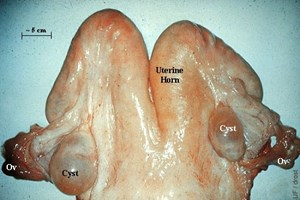 ~ 5 cm
Uterine
Horn
Cyst
Cyst
Ov
Ov